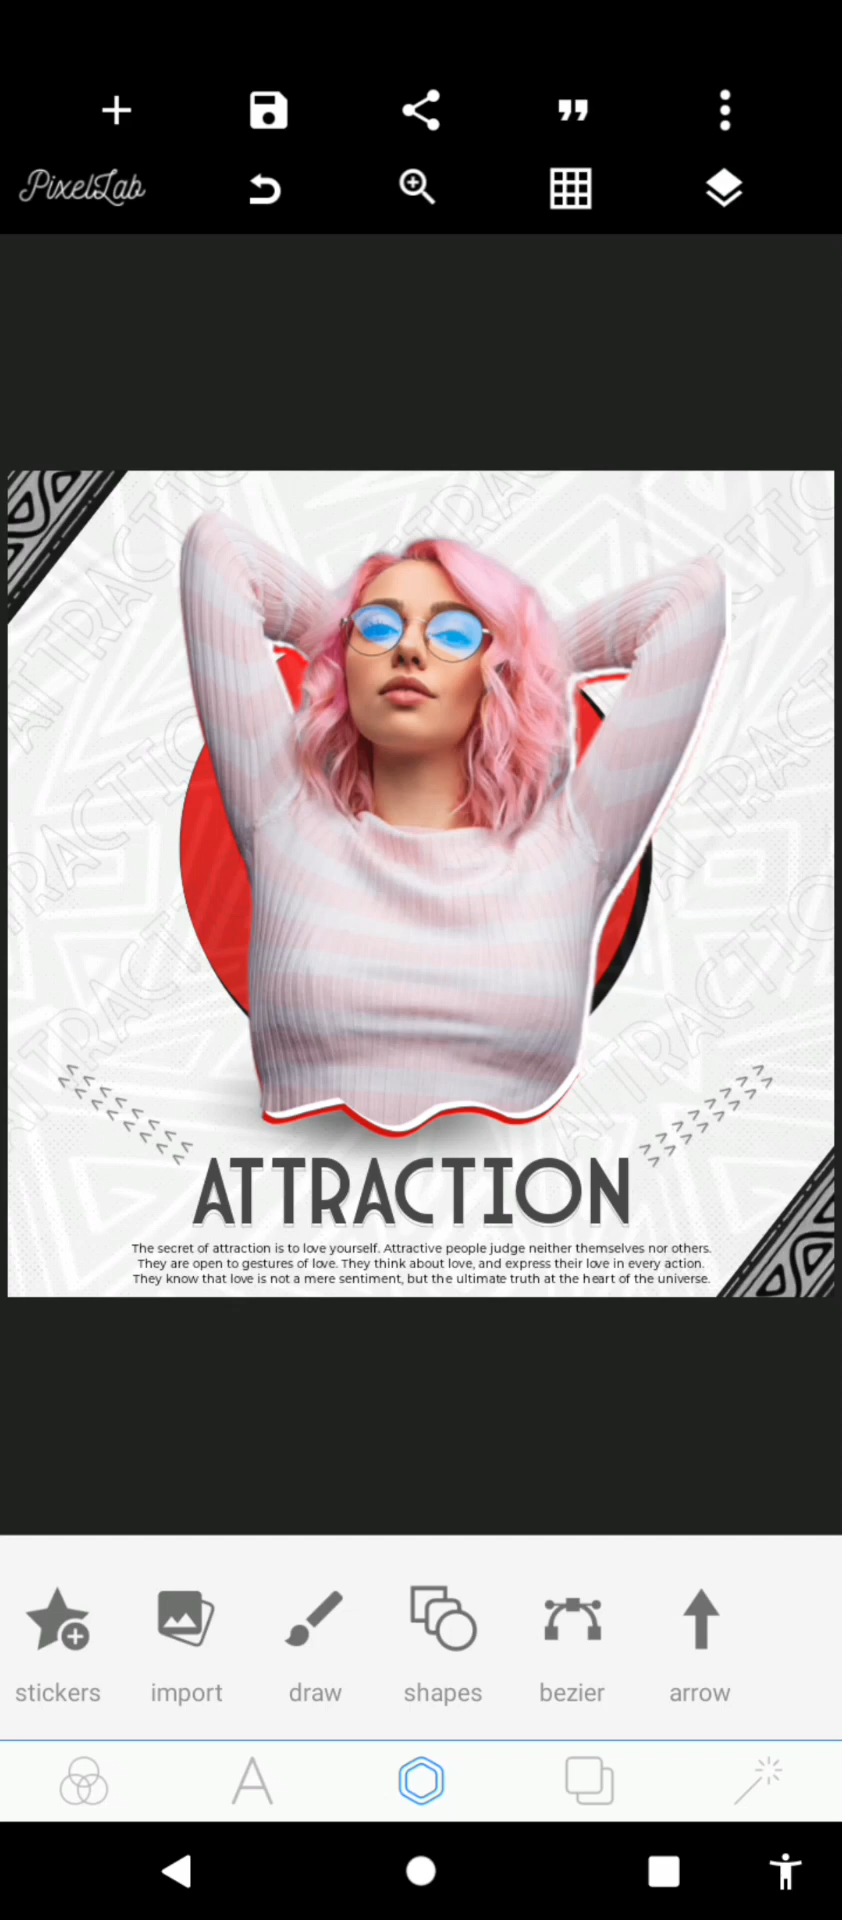 PixelLab
ATTRACTION
ATTRACTION
The secret of attraction is to love yourself. Attractive people judge neither themselves nor others.
They are open to gestures of love. They think about love, and express their love in every action.
They know that love is not a mere sentiment, but the ultimate truth at the heart of the universe.
stickers import draw shapes bezier arrow
A